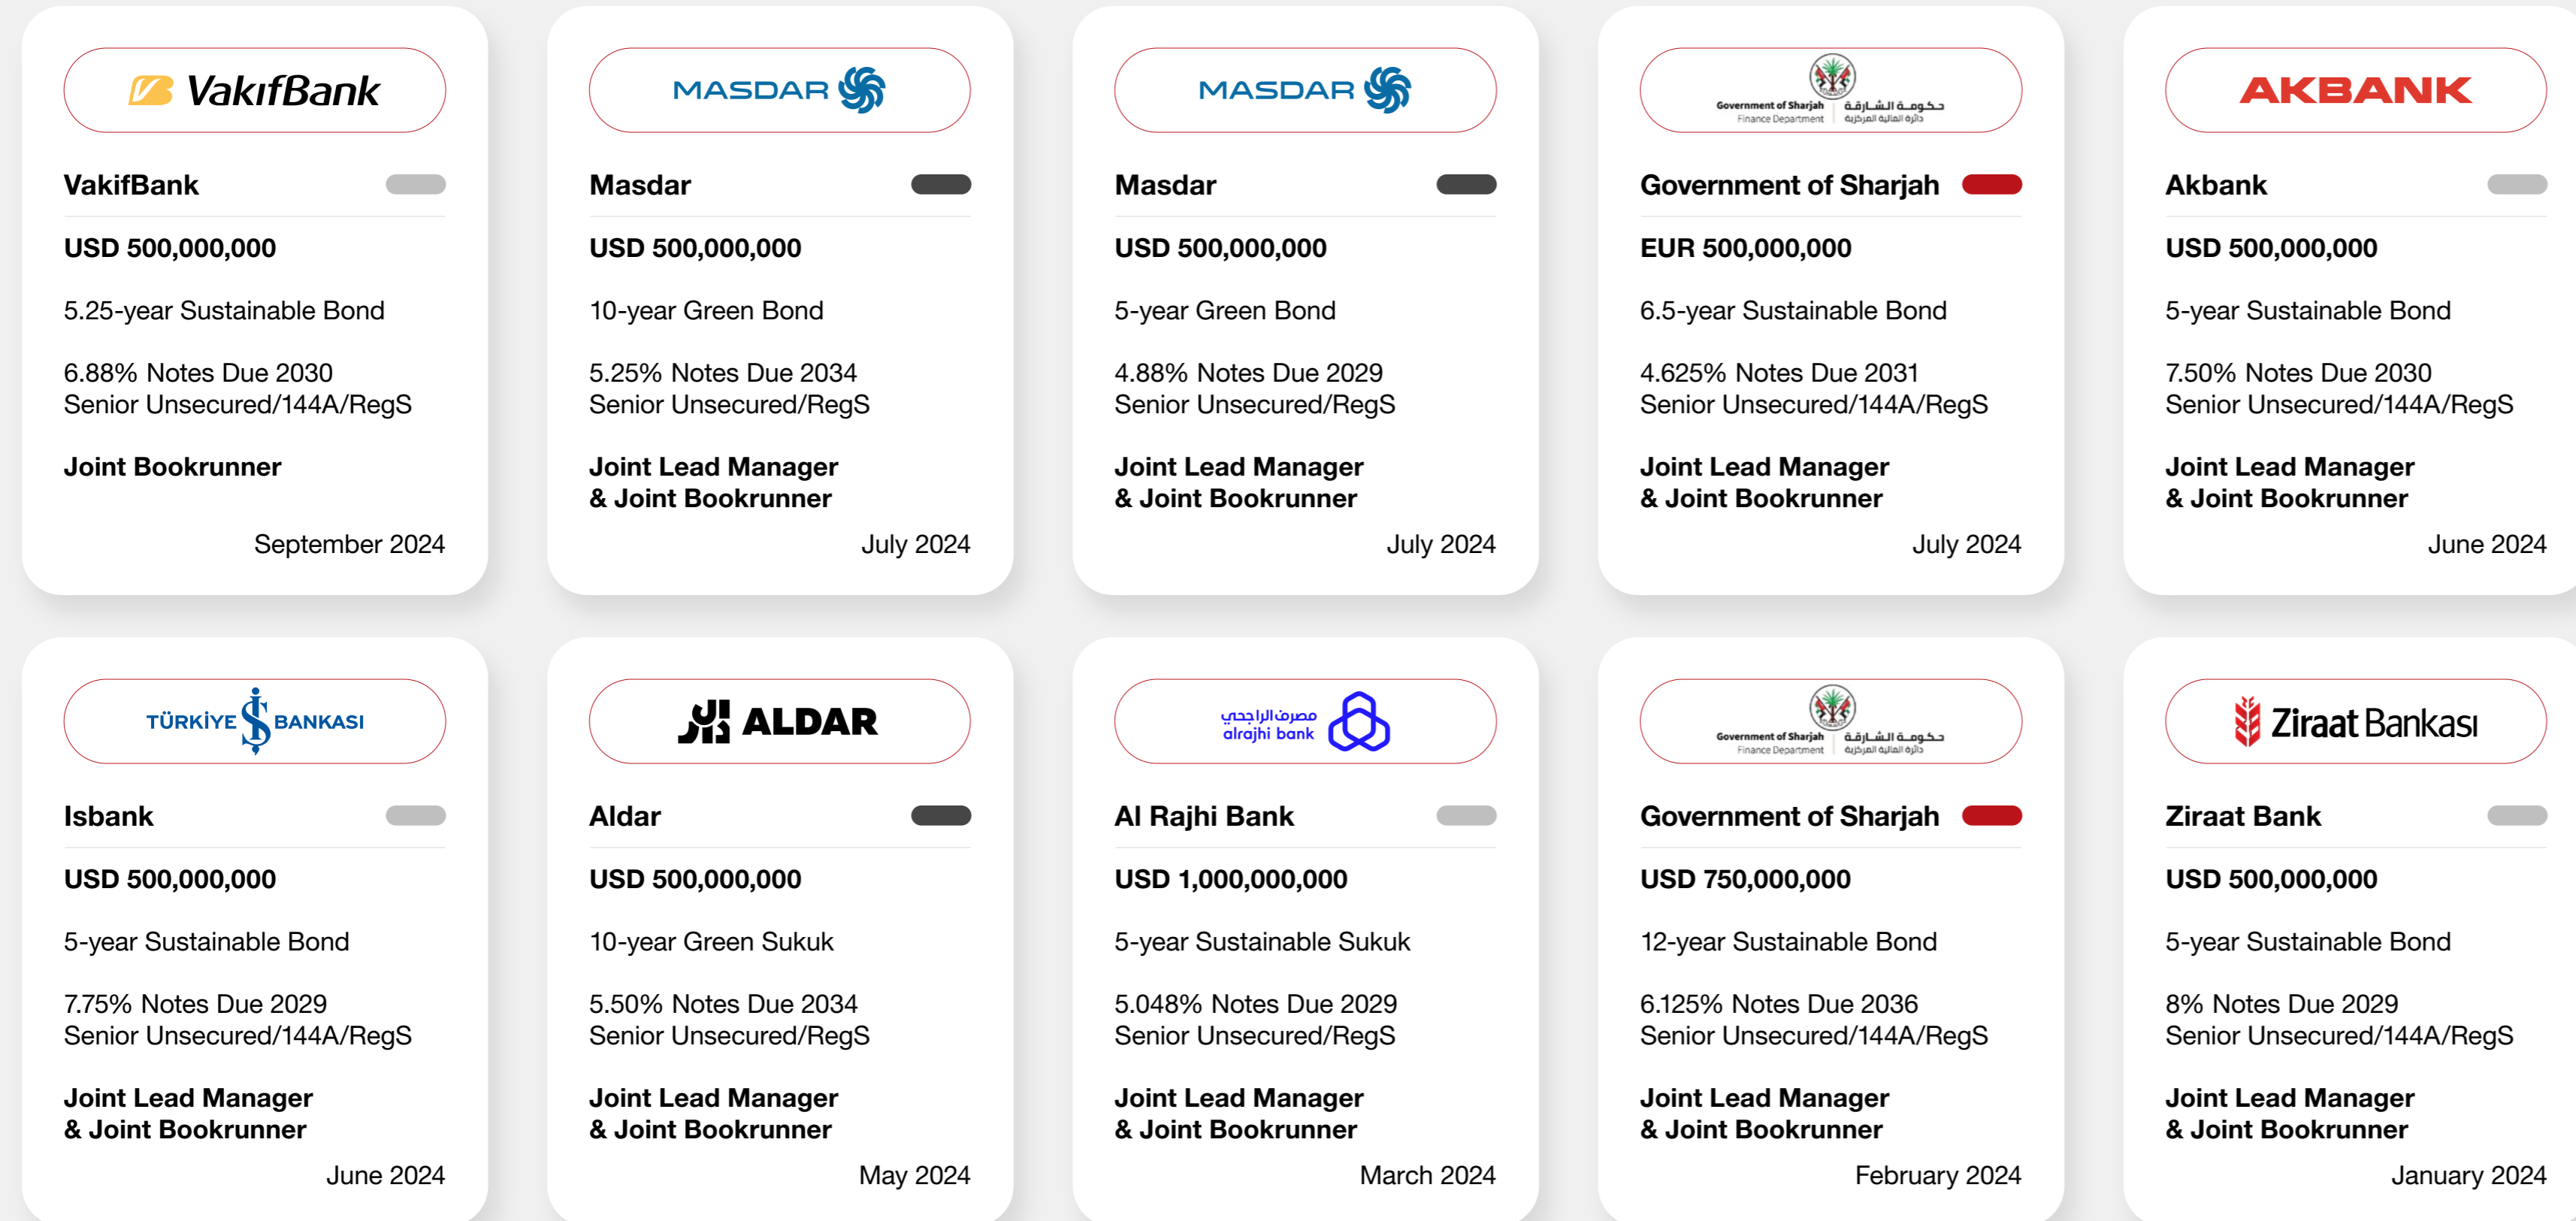 VakıfBank
VakifBank
USD 500,000,000
5.25-year Sustainable Bond
6.88% Notes Due 2030
Senior Unsecured/144A/RegS
Joint Bookrunner
September 2024
MASDAR
Masdar
USD 500,000,000
10-year Green Bond
5.25% Notes Due 2034
Senior Unsecured/RegS
Joint Lead Manager
& Joint Bookrunner
July 2024
MASDAR
Masdar
USD 500,000,000
5-year Green Bond
4.88% Notes Due 2029
Senior Unsecured/RegS
Joint Lead Manager
& Joint Bookrunner
July 2024
Government of Sharjah
Finance Department
حكومة الشارقة
دائرة المالية المركزية
Government of Sharjah
EUR 500,000,000
6.5-year Sustainable Bond
4.625% Notes Due 2031
Senior Unsecured/144A/RegS
Joint Lead Manager
& Joint Bookrunner
July 2024
AKBANK
Akbank
USD 500,000,000
5-year Sustainable Bond
7.50% Notes Due 2030
Senior Unsecured/144A/RegS
Joint Lead Manager
& Joint Bookrunner
June 2024
TÜRKİYE İŞ BANKASI
Isbank
USD 500,000,000
5-year Sustainable Bond
7.75% Notes Due 2029
Senior Unsecured/144A/RegS
Joint Lead Manager
& Joint Bookrunner
June 2024
الدار ALDAR
Aldar
USD 500,000,000
10-year Green Sukuk
5.50% Notes Due 2034
Senior Unsecured/RegS
Joint Lead Manager
& Joint Bookrunner
May 2024
مصرف الراجحي
alrajhi bank
Al Rajhi Bank
USD 1,000,000,000
5-year Sustainable Sukuk
5.048% Notes Due 2029
Senior Unsecured/RegS
Joint Lead Manager
& Joint Bookrunner
March 2024
Government of Sharjah
Finance Department
حكومة الشارقة
دائرة المالية المركزية
Government of Sharjah
USD 750,000,000
12-year Sustainable Bond
6.125% Notes Due 2036
Senior Unsecured/144A/RegS
Joint Lead Manager
& Joint Bookrunner
February 2024
Ziraat Bankası
Ziraat Bank
USD 500,000,000
5-year Sustainable Bond
8% Notes Due 2029
Senior Unsecured/144A/RegS
Joint Lead Manager
& Joint Bookrunner
January 2024